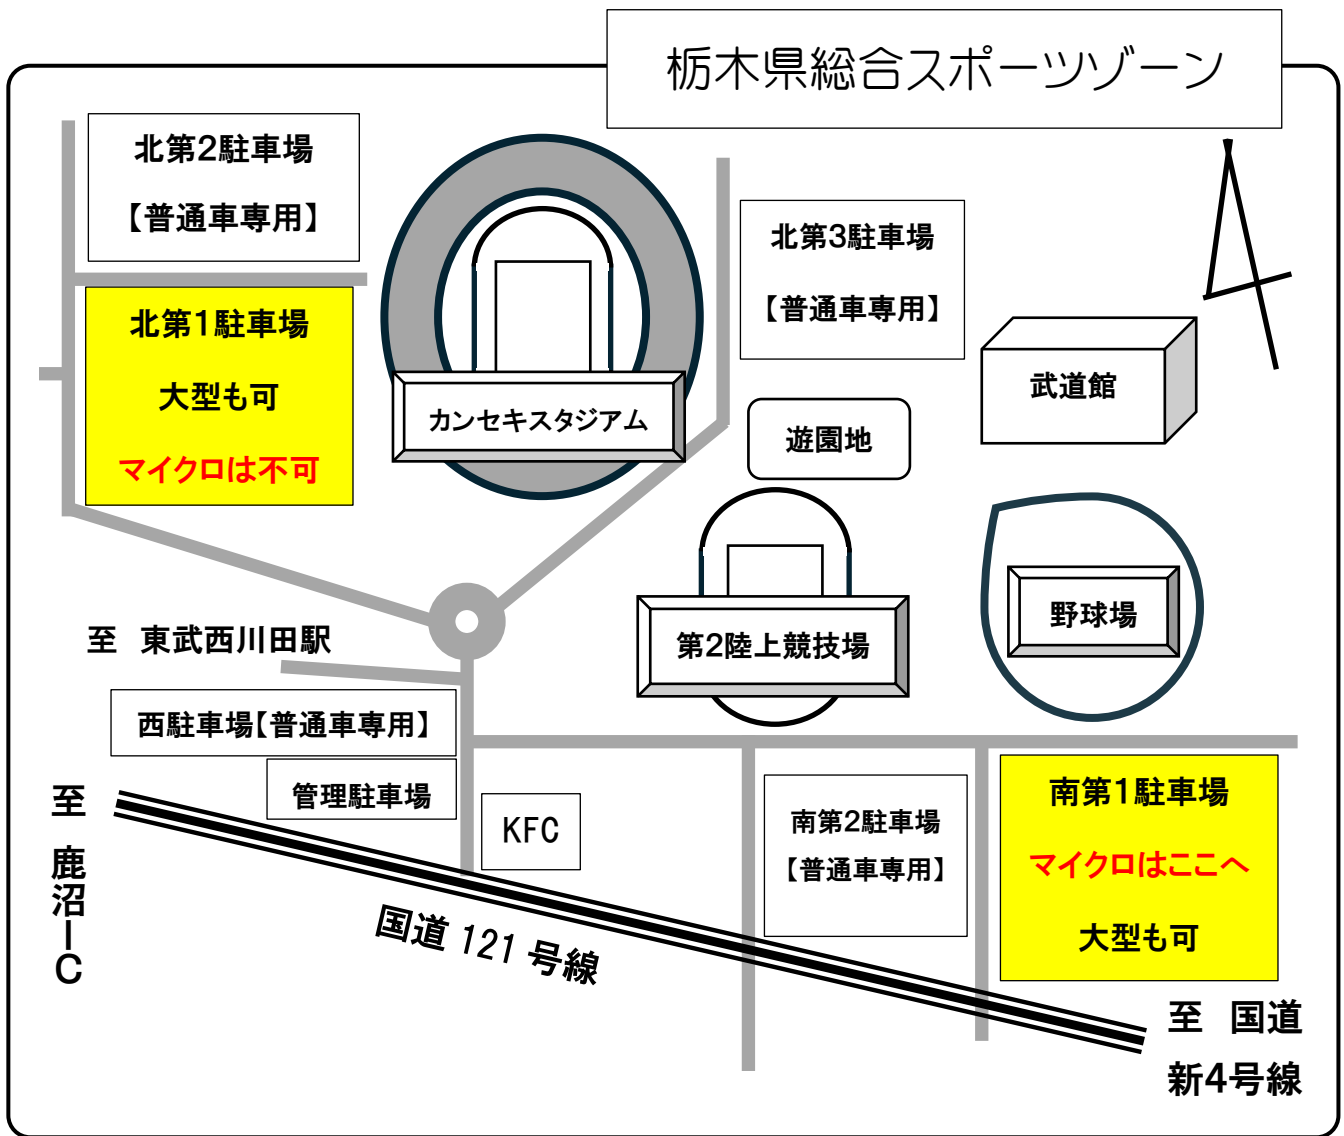 栃木県総合スポーツゾーン
北第2駐車場
【普通車専用】
北第3駐車場
【普通車専用】
北第1駐車場
大型も可
マイクロは不可
カンセキスタジアム
武道館
遊園地
野球場
第2陸上競技場
至 東武西川田駅
西駐車場【普通車専用】
管理駐車場
KFC
南第2駐車場
【普通車専用】
南第1駐車場
マイクロはここへ
大型も可
至 鹿沼IC
国道 121 号線
至 国道
新4号線